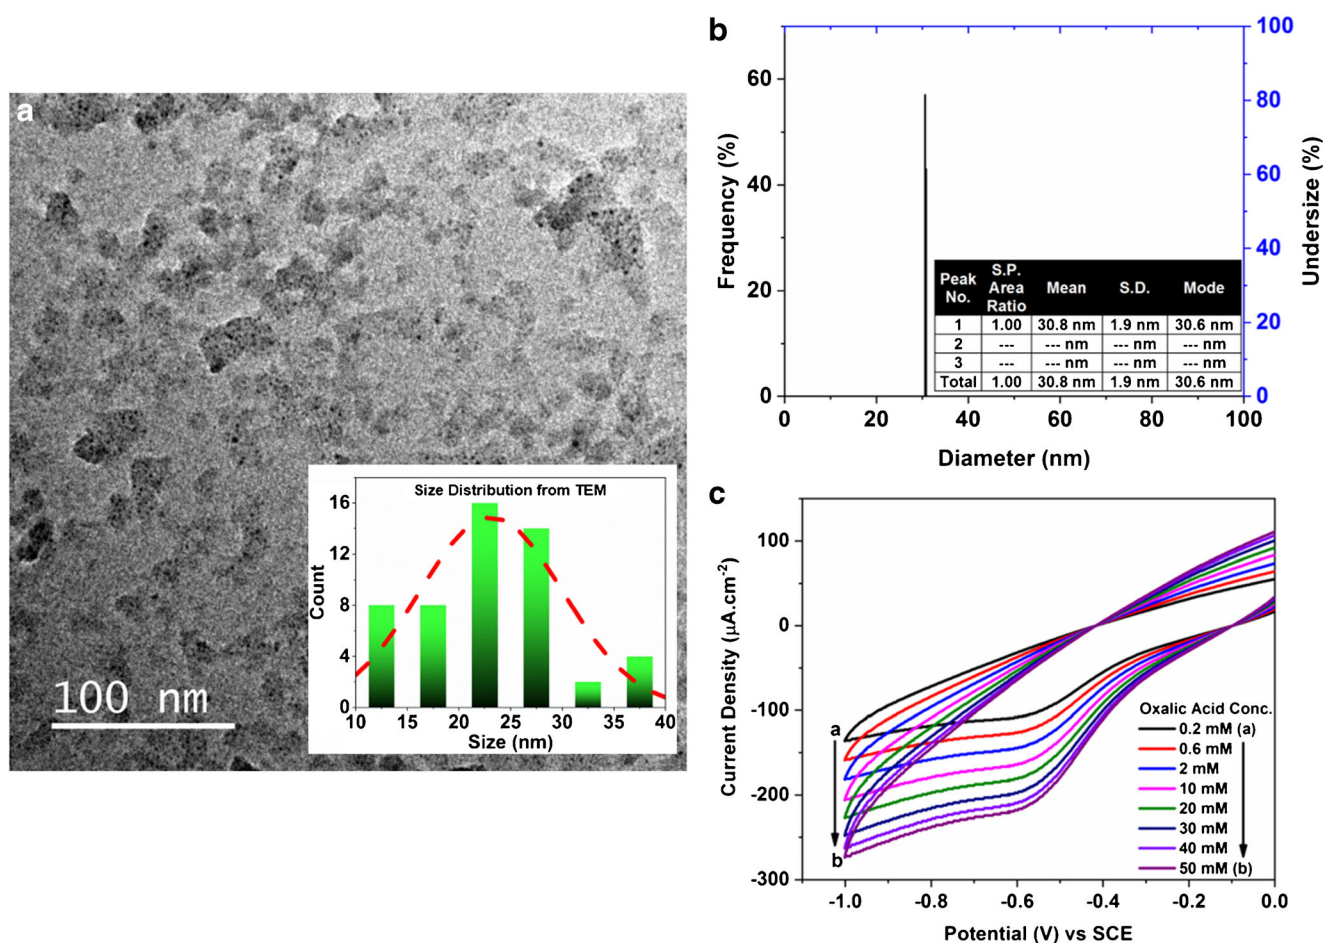 a
100 nm
Size Distribution from TEM
Count
16
12
8
4
0
10 15 20 25 30 35 40
Size (nm)
b
Frequency (%)
60
40
20
0
100
80
60
40
20
0
Undersize (%)
Peak No. S.P. Area Ratio Mean S.D. Mode
1 1.00 30.8 nm 1.9 nm 30.6 nm
2 --- --- nm --- nm --- nm
3 --- --- nm --- nm --- nm
Total 1.00 30.8 nm 1.9 nm 30.6 nm
0 20 40 60 80 100
Diameter (nm)
c
Current Density (μA.cm-2)
100
0
-100
-200
-300
a
b
Oxalic Acid Conc.
0.2 mM (a)
0.6 mM
2 mM
10 mM
20 mM
30 mM
40 mM
50 mM (b)
-1.0 -0.8 -0.6 -0.4 -0.2 0.0
Potential (V) vs SCE